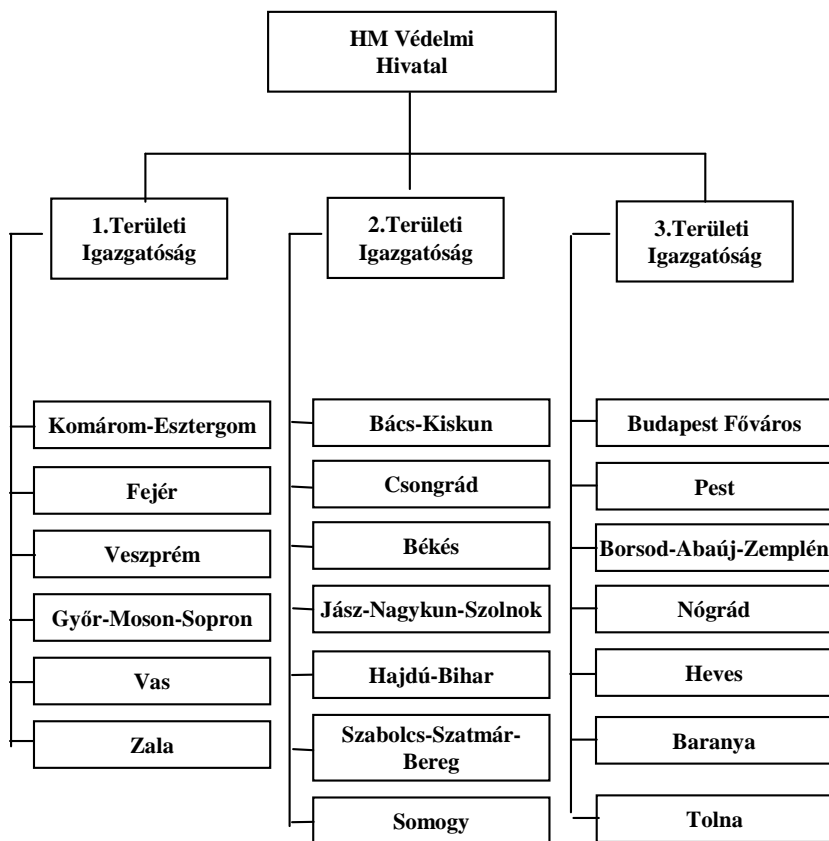 HM Védelmi
Hivatal
1.Területi
Igazgatóság
Komárom-Esztergom
Fejér
Veszprém
Győr-Moson-Sopron
Vas
Zala
2.Területi
Igazgatóság
Bács-Kiskun
Csongrád
Békés
Jász-Nagykun-Szolnok
Hajdú-Bihar
Szabolcs-Szatmár-
Bereg
Somogy
3.Területi
Igazgatóság
Budapest Főváros
Pest
Borsod-Abaúj-Zemplén
Nógrád
Heves
Baranya
Tolna